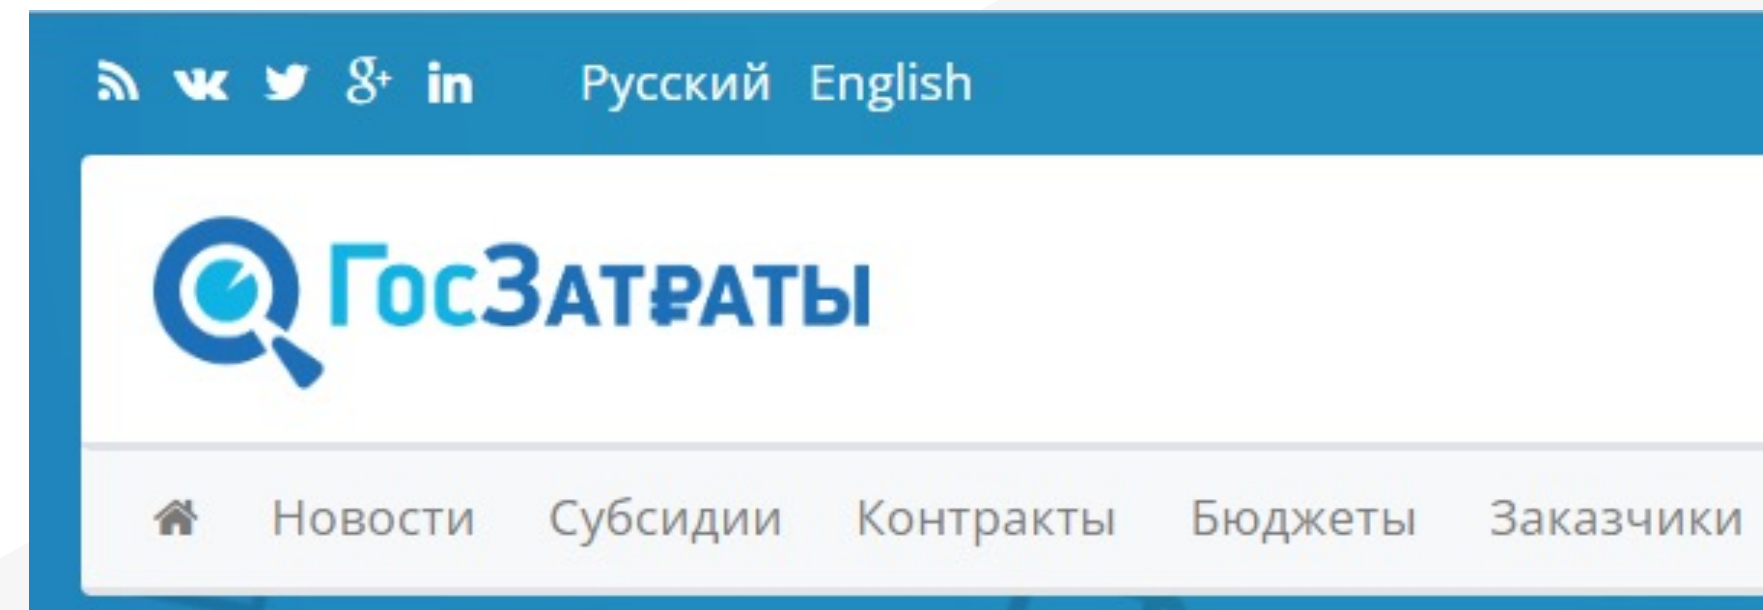 Русский English
ГосЗатраты
Новости Субсидии Контракты Бюджеты Заказчики